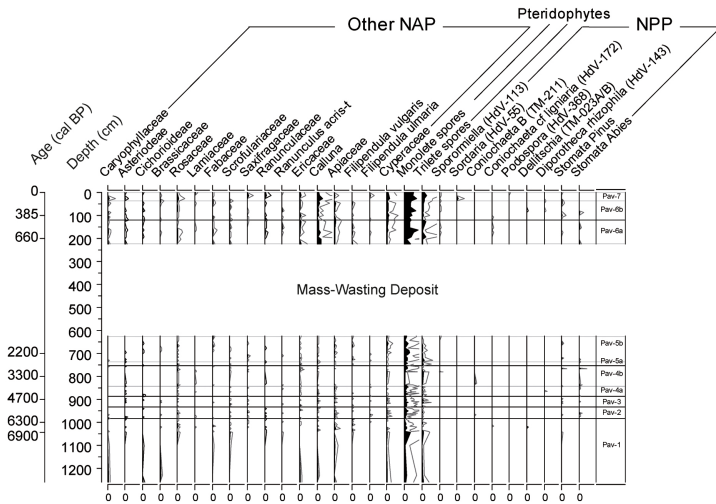 Other NAP
Pteridophytes
NPP
Age (cal BP)
Depth (cm)
Caryophyllaceae
Asteriodeae
Cichorioideae
Brassicaceae
Rosaceae
Lamiaceae
Fabaceae
Scrofulariaceae
Saxifragaceae
Ranunculaceae
Ranunculus acris-t
Ericaceae
Calluna
Apiaceae
Filipendula vulgaris
Filipendula ulmaria
Cyperaceae
Monolete spores
Trilete spores
Sporormiella (HdV-113)
Sordaria (HdV-55)
Coniochaeta B (TM-211)
Coniochaeta cf ligniaria (HdV-172)
Podospora (HdV-368)
Delitschia (TM-023A/B)
Diporotheca rhizophila (HdV-143)
Stomata Pinus
Stomata Abies
0 0 Pav-7
385 100 Pav-6b
660 200 Pav-6a
300
Mass-Wasting Deposit
400
500
600 Pav-5b
2200 700 Pav-5a
3300 800 Pav-4b
Pav-4a
4700 900 Pav-3
Pav-2
6300 1000
6900
1100 Pav-1
1200
0 0 0 0 0 0 0 0 0 0 0 0 0 0 0 0 0 0 0 0 0 0 0 0 0 0 0 0